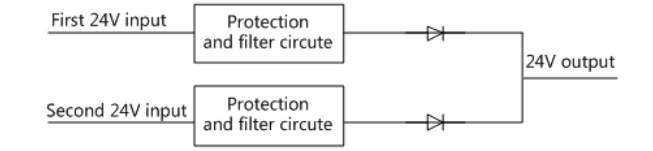 First 24V input
Protection
and filter circute
24V output
Second 24V input
Protection
and filter circute